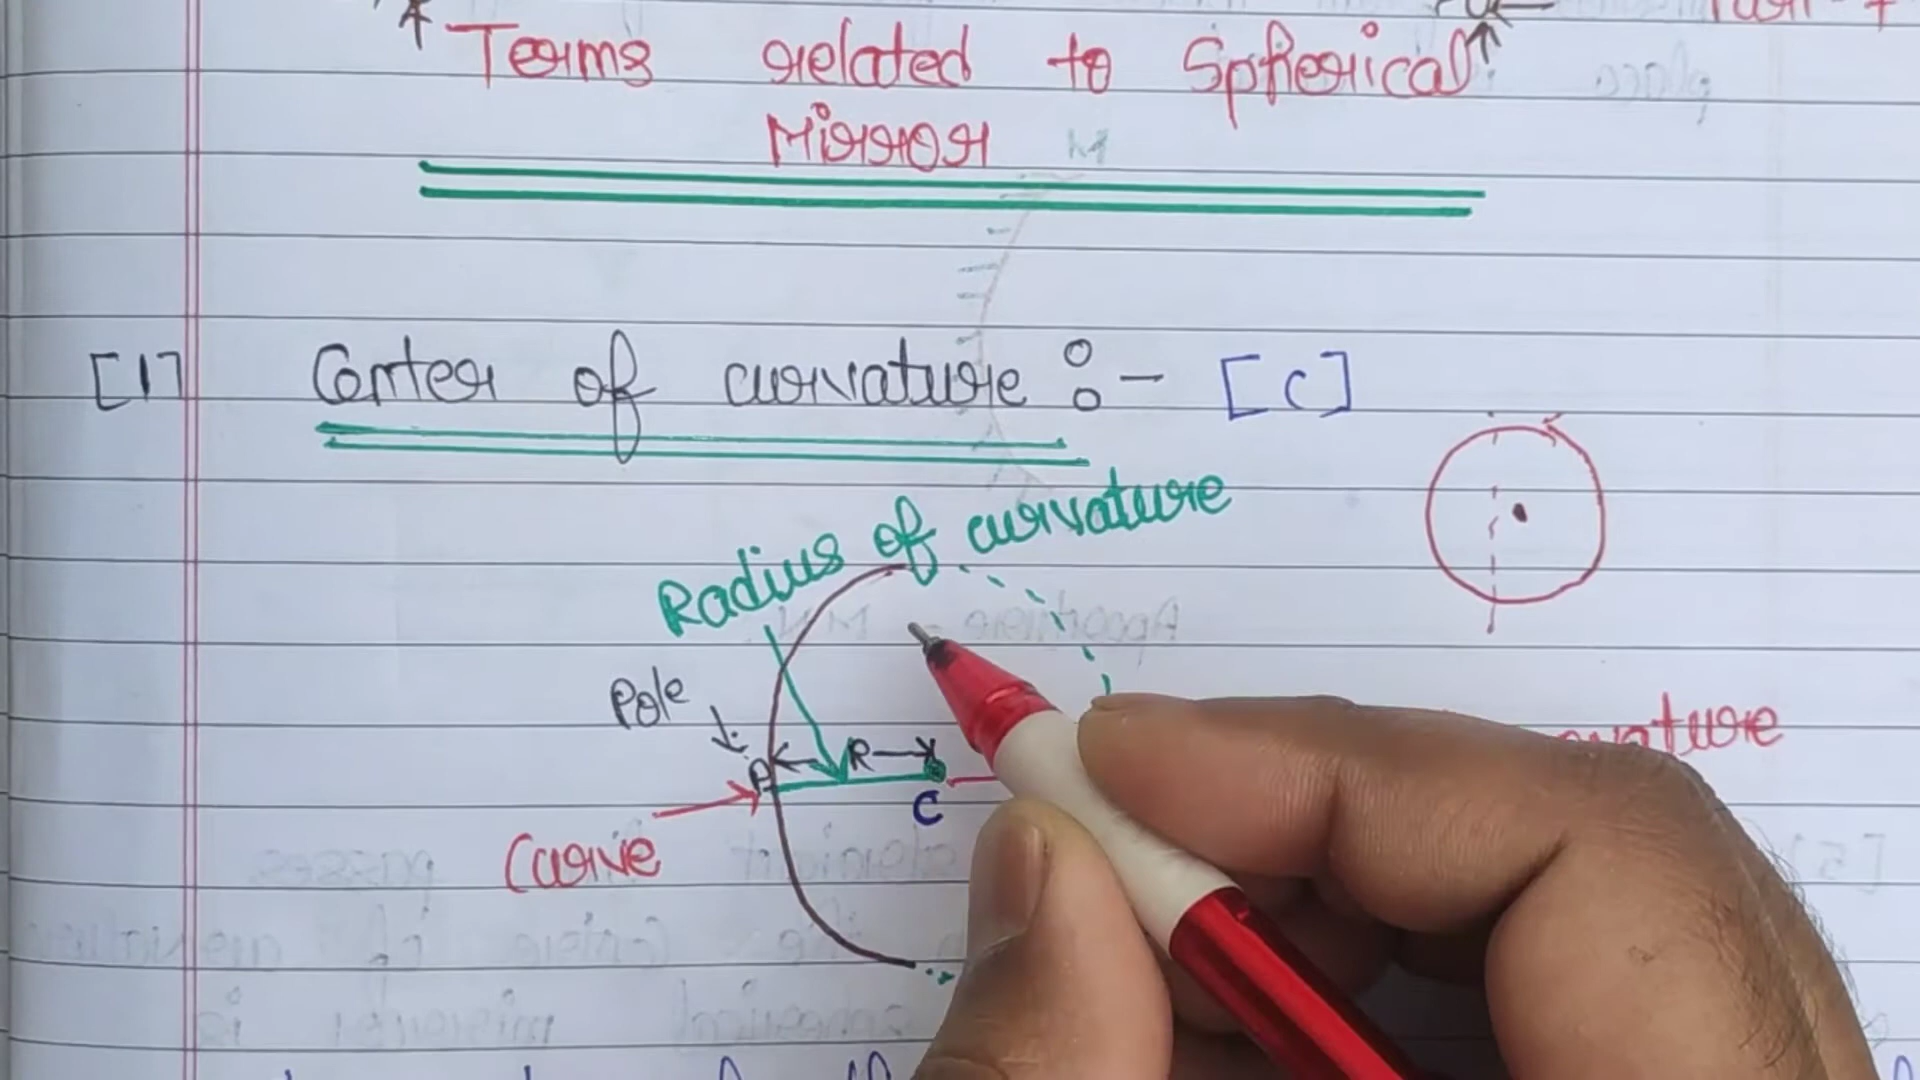 Terms related to Spherical
Mirror
[1] Center of curvature :- [C]
Radius of curvature
Pole
R
P
C
Curve